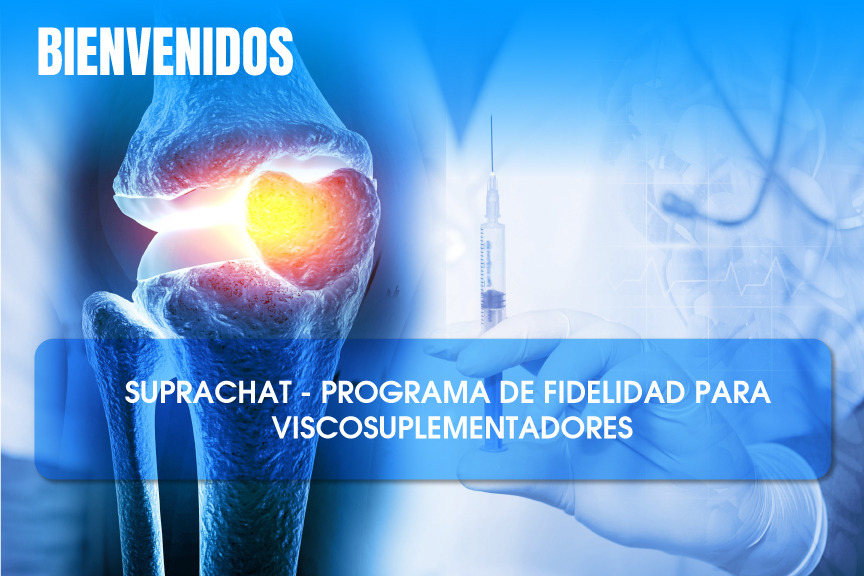 BIENVENIDOS
SUPRACHAT - PROGRAMA DE FIDELIDAD PARA
VISCOSUPLEMENTADORES